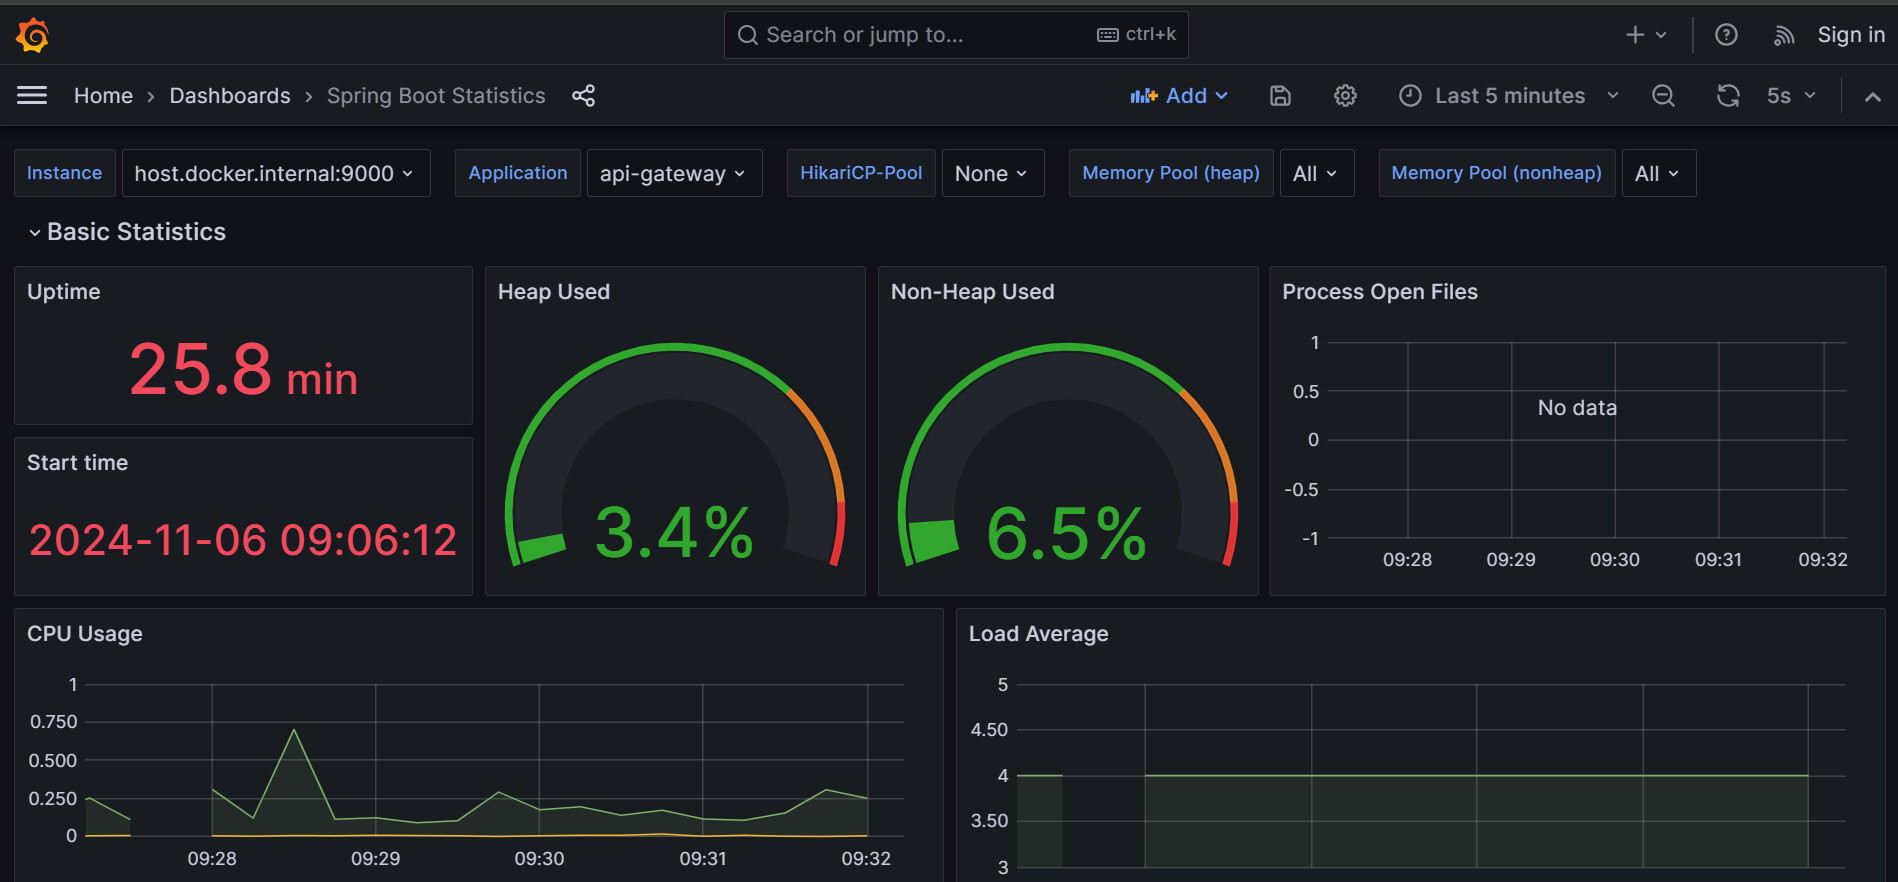 Search or jump to...
ctrl+k
Sign in
Home › Dashboards › Spring Boot Statistics
Add
Last 5 minutes
5s
Instance
host.docker.internal:9000
Application
api-gateway
HikariCP-Pool
None
Memory Pool (heap)
All
Memory Pool (nonheap)
All
Basic Statistics
Uptime
25.8 min
Start time
2024-11-06 09:06:12
Heap Used
3.4%
Non-Heap Used
6.5%
Process Open Files
1
0.5
0
-0.5
-1
No data
09:28 09:29 09:30 09:31 09:32
CPU Usage
1
0.750
0.500
0.250
0
09:28 09:29 09:30 09:31 09:32
Load Average
5
4.50
4
3.50
3